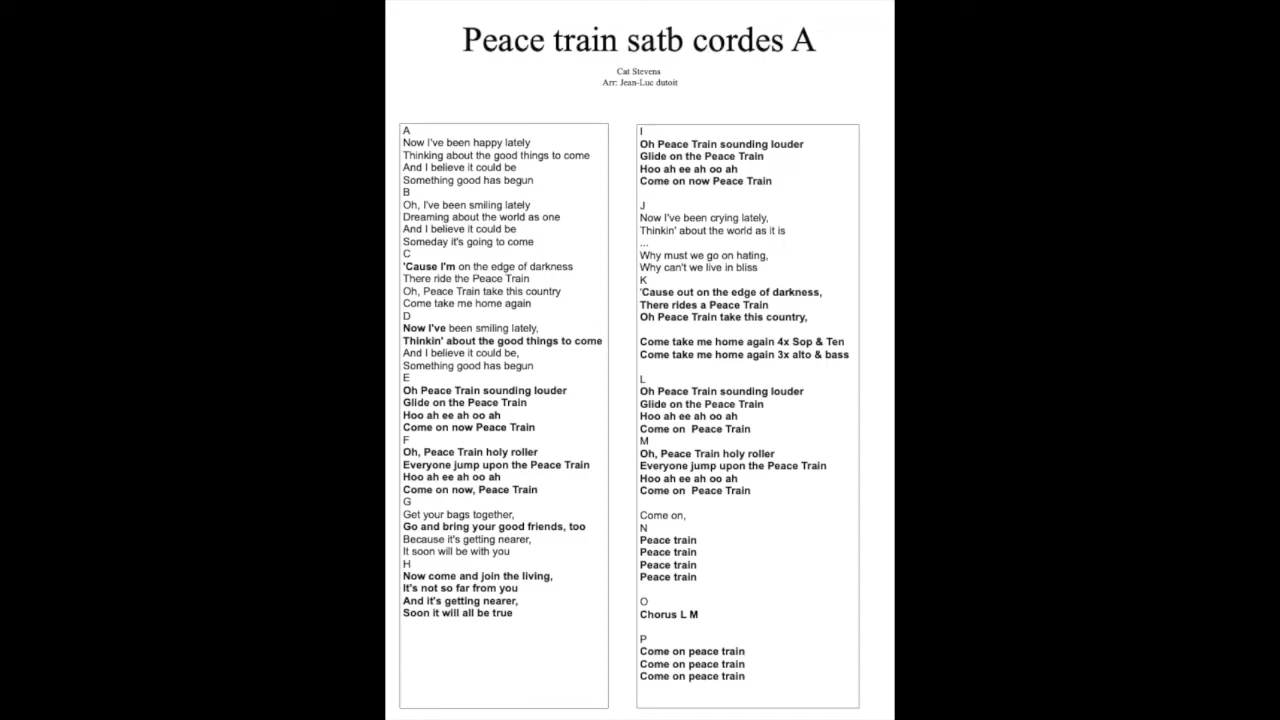 Peace train satb cordes A
Cat Stevens
Arr: Jean-Luc dutoit
A
Now I've been happy lately
Thinking about the good things to come
And I believe it could be
Something good has begun
B
Oh, I've been smiling lately
Dreaming about the world as one
And I believe it could be
Someday it's going to come
C
'Cause I'm on the edge of darkness
There ride the Peace Train
Oh, Peace Train take this country
Come take me home again
D
Now I've been smiling lately,
Thinkin' about the good things to come
And I believe it could be,
Something good has begun
E
Oh Peace Train sounding louder
Glide on the Peace Train
Hoo ah ee ah oo ah
Come on now Peace Train
F
Oh, Peace Train holy roller
Everyone jump upon the Peace Train
Hoo ah ee ah oo ah
Come on now, Peace Train
G
Get your bags together,
Go and bring your good friends, too
Because it's getting nearer,
It soon will be with you
H
Now come and join the living,
It's not so far from you
And it's getting nearer,
Soon it will all be true
I
Oh Peace Train sounding louder
Glide on the Peace Train
Hoo ah ee ah oo ah
Come on now Peace Train
J
Now I've been crying lately,
Thinkin' about the world as it is
...
Why must we go on hating,
Why can't we live in bliss
K
'Cause out on the edge of darkness,
There rides a Peace Train
Oh Peace Train take this country,
Come take me home again 4x Sop & Ten
Come take me home again 3x alto & bass
L
Oh Peace Train sounding louder
Glide on the Peace Train
Hoo ah ee ah oo ah
Come on  Peace Train
M
Oh, Peace Train holy roller
Everyone jump upon the Peace Train
Hoo ah ee ah oo ah
Come on  Peace Train
Come on,
N
Peace train
Peace train
Peace train
Peace train
O
Chorus L M
P
Come on peace train
Come on peace train
Come on peace train